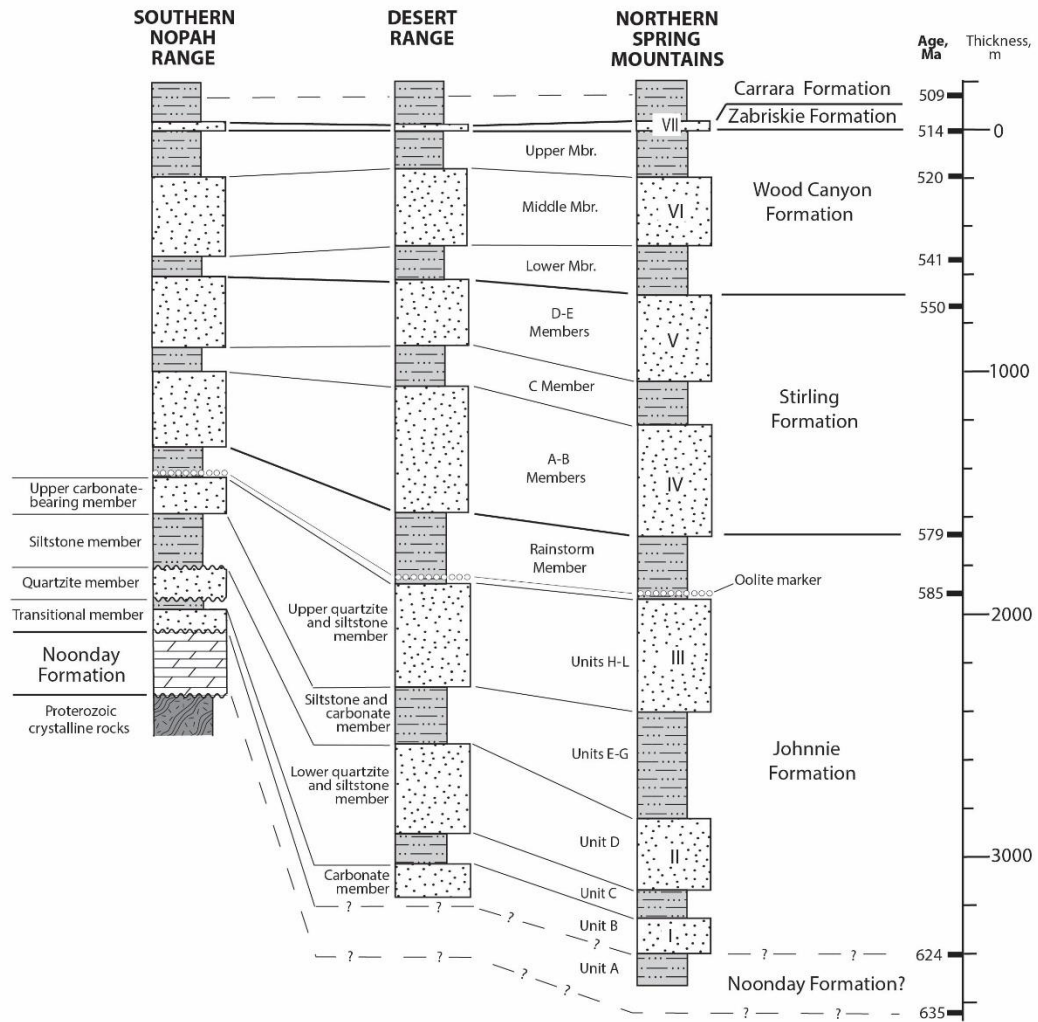 SOUTHERN
NOPAH
RANGE
DESERT
RANGE
NORTHERN
SPRING
MOUNTAINS
Age,
Ma
Thickness,
m
Carrara Formation
509
Zabriskie Formation
VII
514
0
Upper Mbr.
520
Wood Canyon
Formation
Middle Mbr.
VI
Lower Mbr.
541
550
D-E
Members
V
1000
C Member
Stirling
Formation
A-B
Members
IV
Upper carbonate-
bearing member
579
Siltstone member
Rainstorm
Member
Oolite marker
585
Quartzite member
2000
Transitional member
Upper quartzite
and siltstone
member
Units H-L
III
Noonday
Formation
Proterozoic
crystalline rocks
Siltstone and
carbonate
member
Units E-G
Johnnie
Formation
Lower quartzite
and siltstone
member
Unit D
II
3000
Carbonate
member
Unit C
Unit B
I
? ? ? ? ? ? ?
624
Unit A
Noonday Formation?
? ? ? ? ? ? ?
635